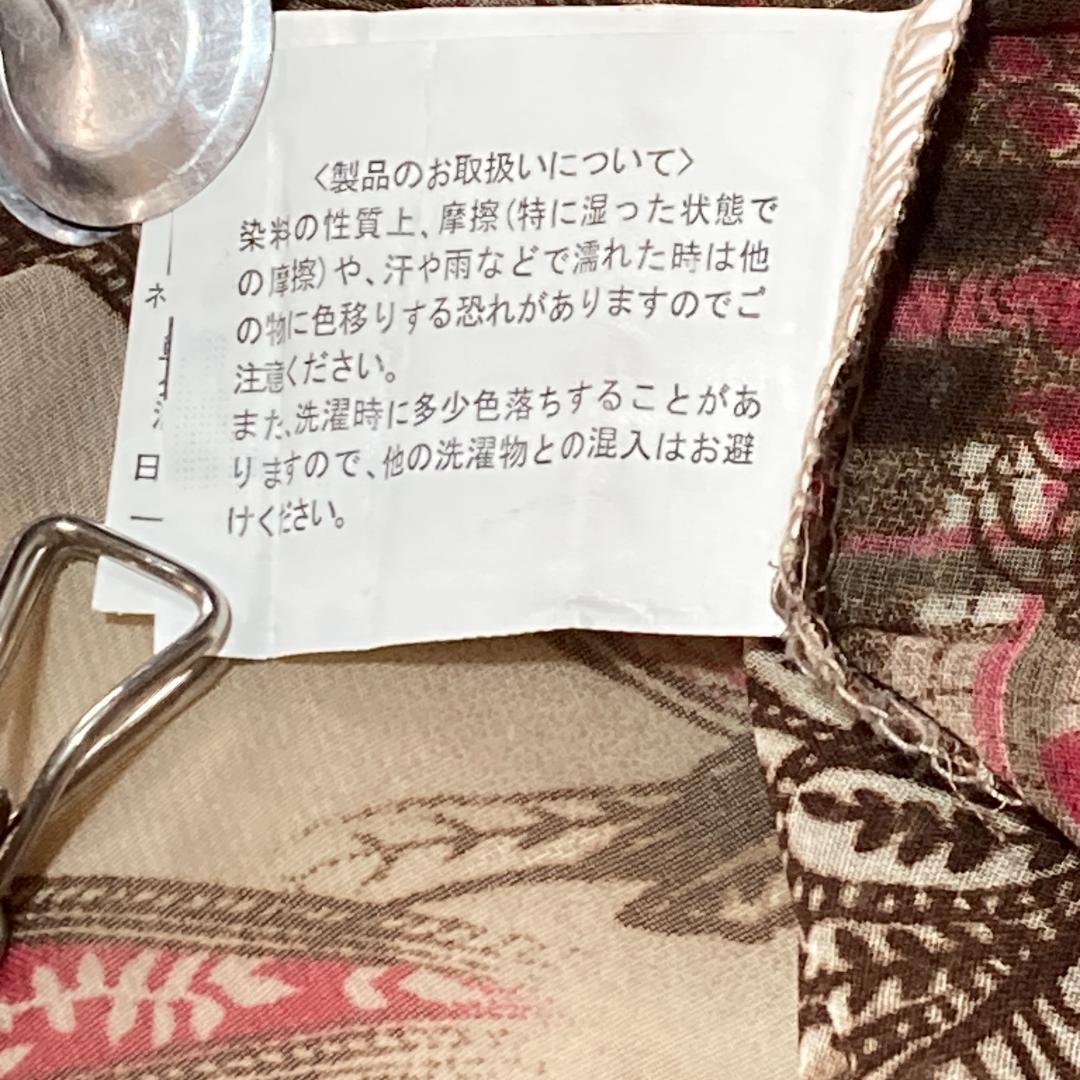 〈製品のお取扱いについて〉
染料の性質上、摩擦(特に湿った状態で
の摩擦)や、汗や雨などで濡れた時は他
の物に色移りする恐れがありますのでご
注意ください。
また、洗濯時に多少色落ちすることがあ
りますので、他の洗濯物との混入はお避
けください。
ネ
日
一